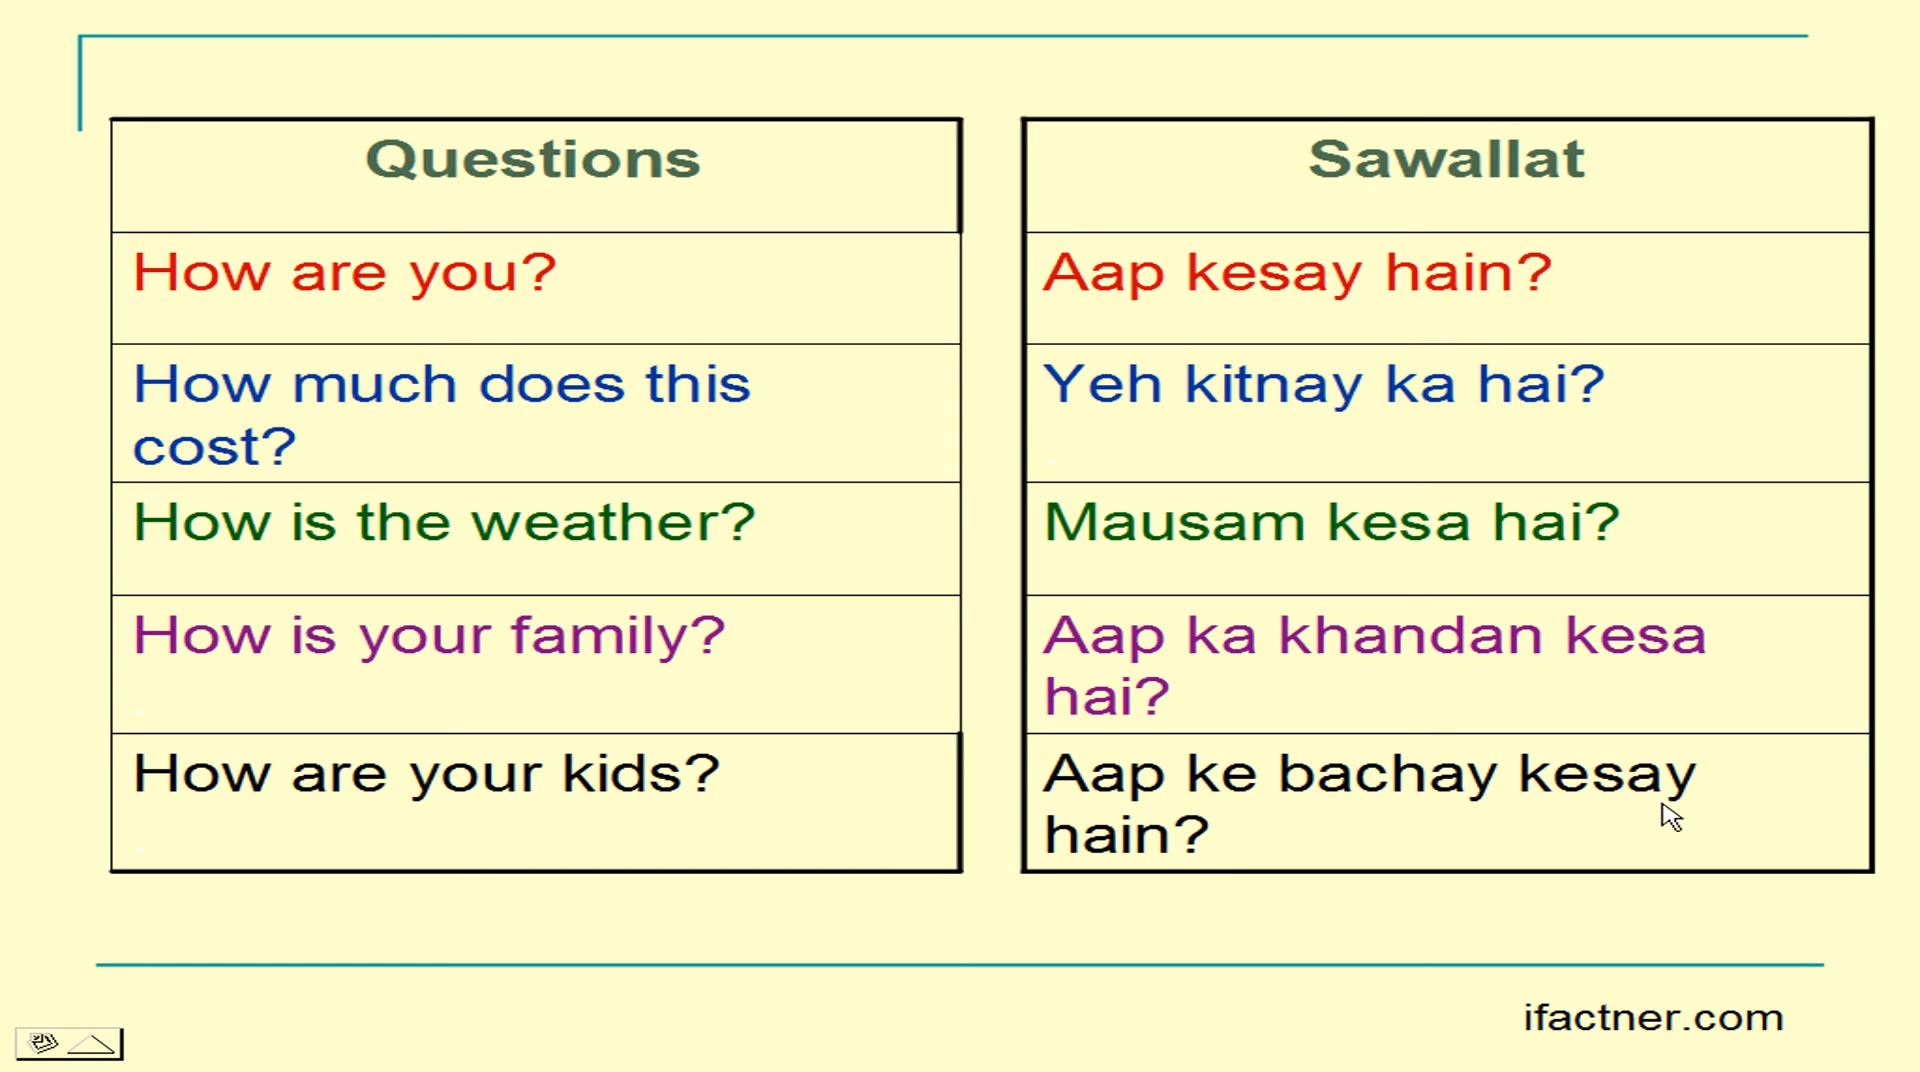 Questions
How are you?
How much does this
cost?
How is the weather?
How is your family?
How are your kids?
Sawallat
Aap kesay hain?
Yeh kitnay ka hai?
Mausam kesa hai?
Aap ka khandan kesa
hai?
Aap ke bachay kesay
hain?
ifactner.com